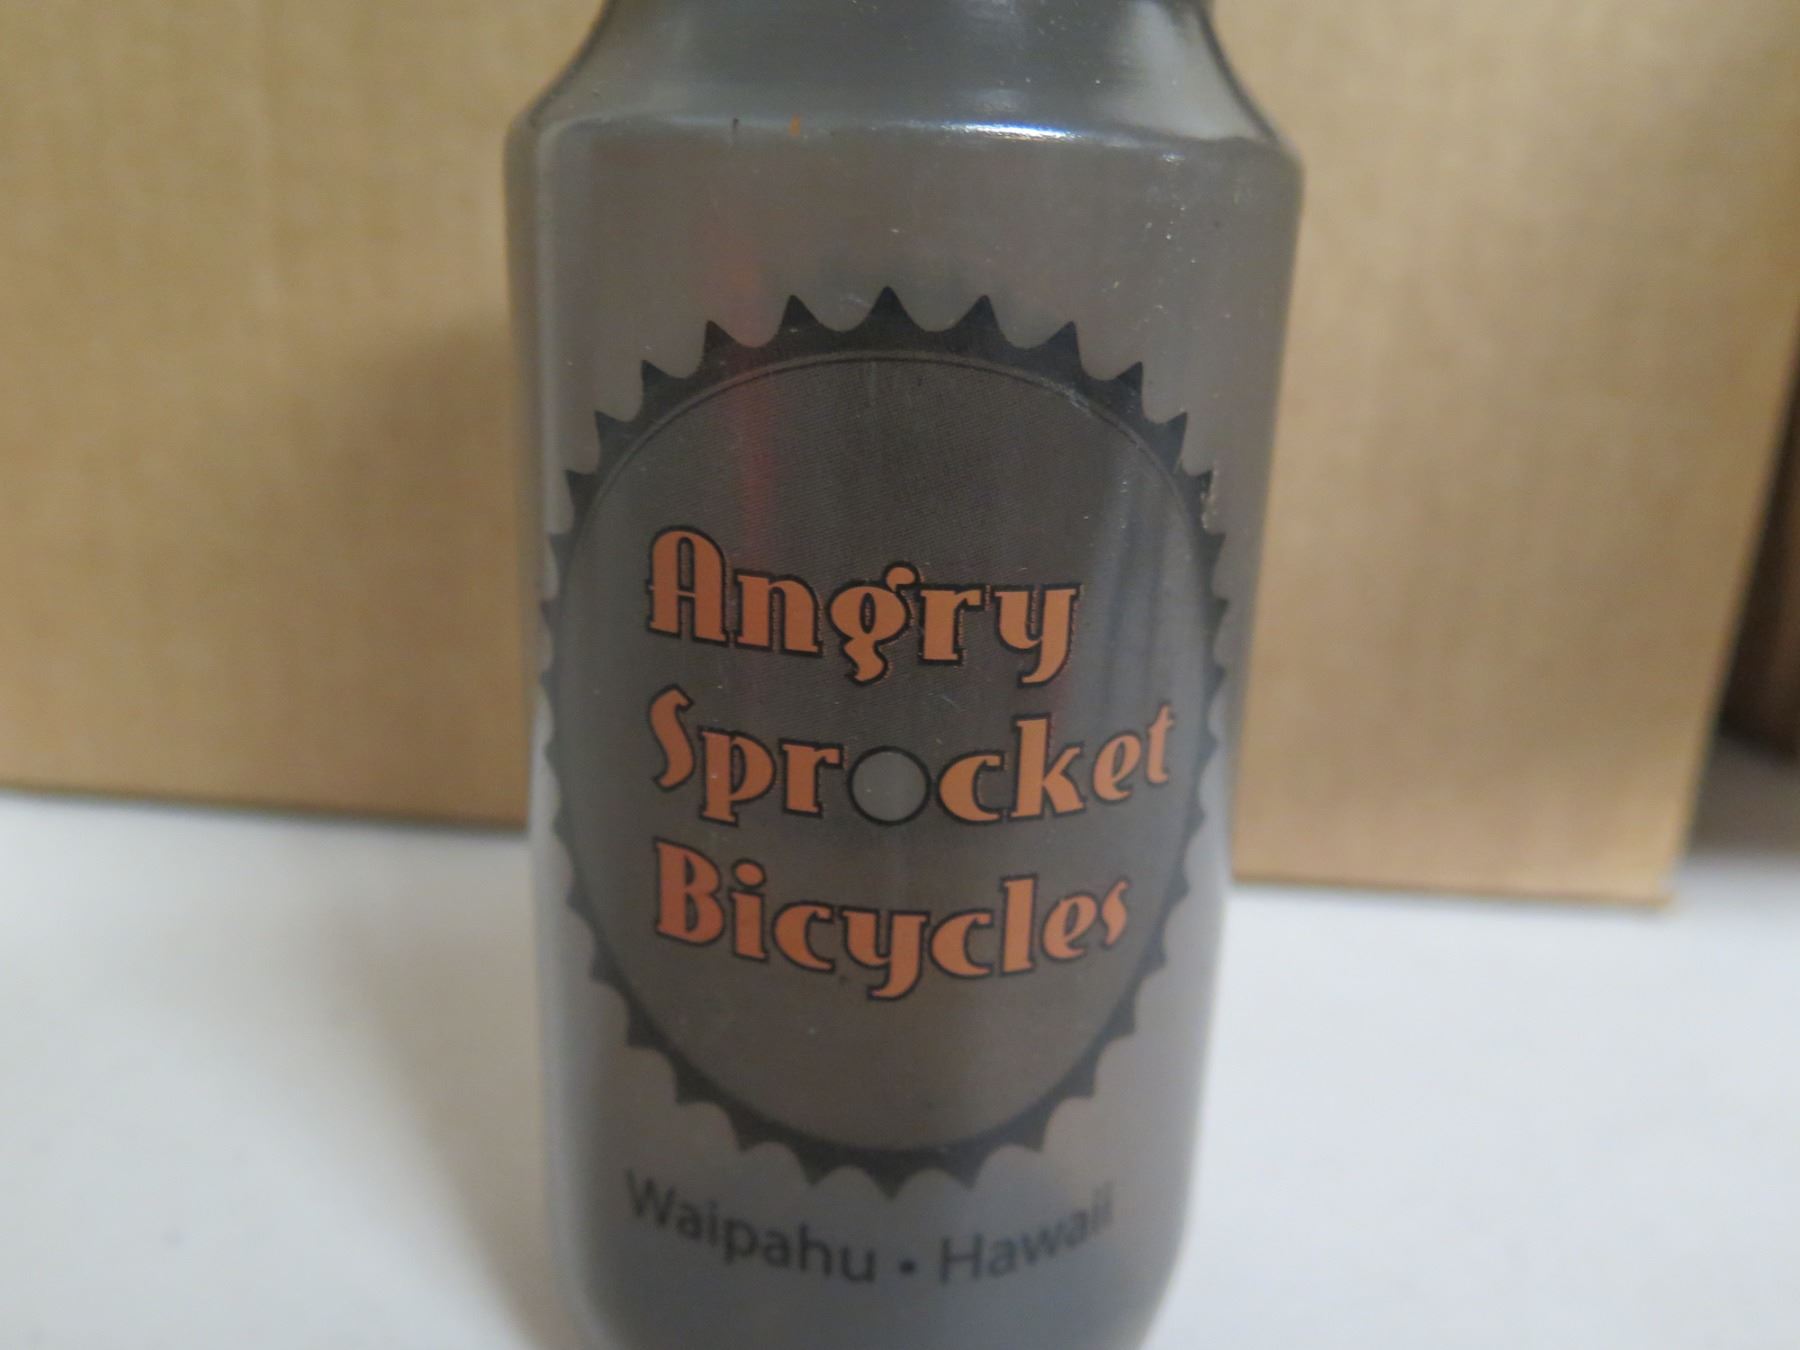 Angry
Sprocket
Bicycles
Waipahu • Hawaii